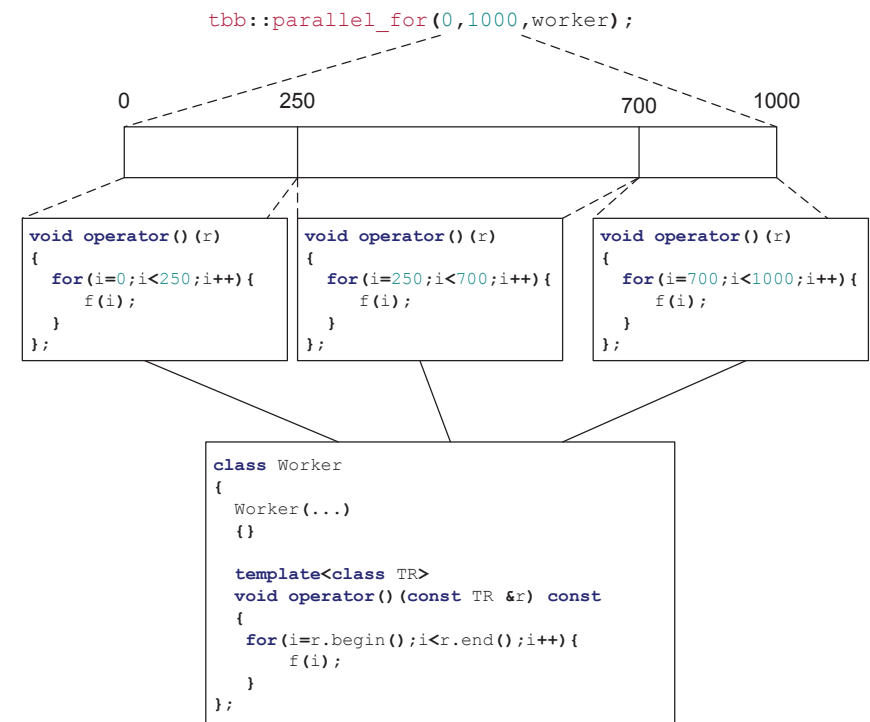 tbb::parallel_for(0,1000,worker);
0 250 700 1000
void operator()(r)
{
for(i=0;i<250;i++){
f(i);
}
};
void operator()(r)
{
for(i=250;i<700;i++){
f(i);
}
};
void operator()(r)
{
for(i=700;i<1000;i++){
f(i);
}
};
class Worker
{
Worker(...)
{}
template<class TR>
void operator()(const TR &r) const
{
for(i=r.begin();i<r.end();i++){
f(i);
}
};